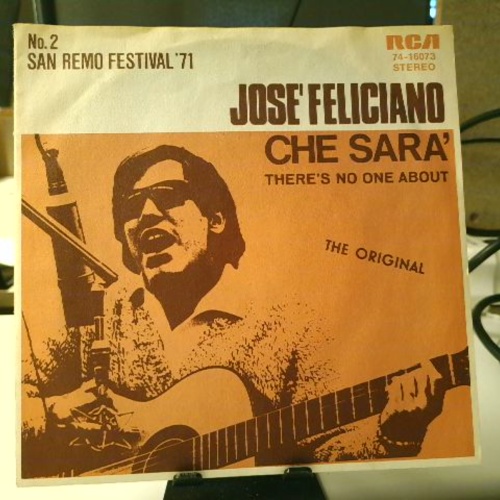 No. 2
SAN REMO FESTIVAL '71
RCA
74-16073
STEREO
JOSE' FELICIANO
CHE SARA'
THERE'S NO ONE ABOUT
THE ORIGINAL